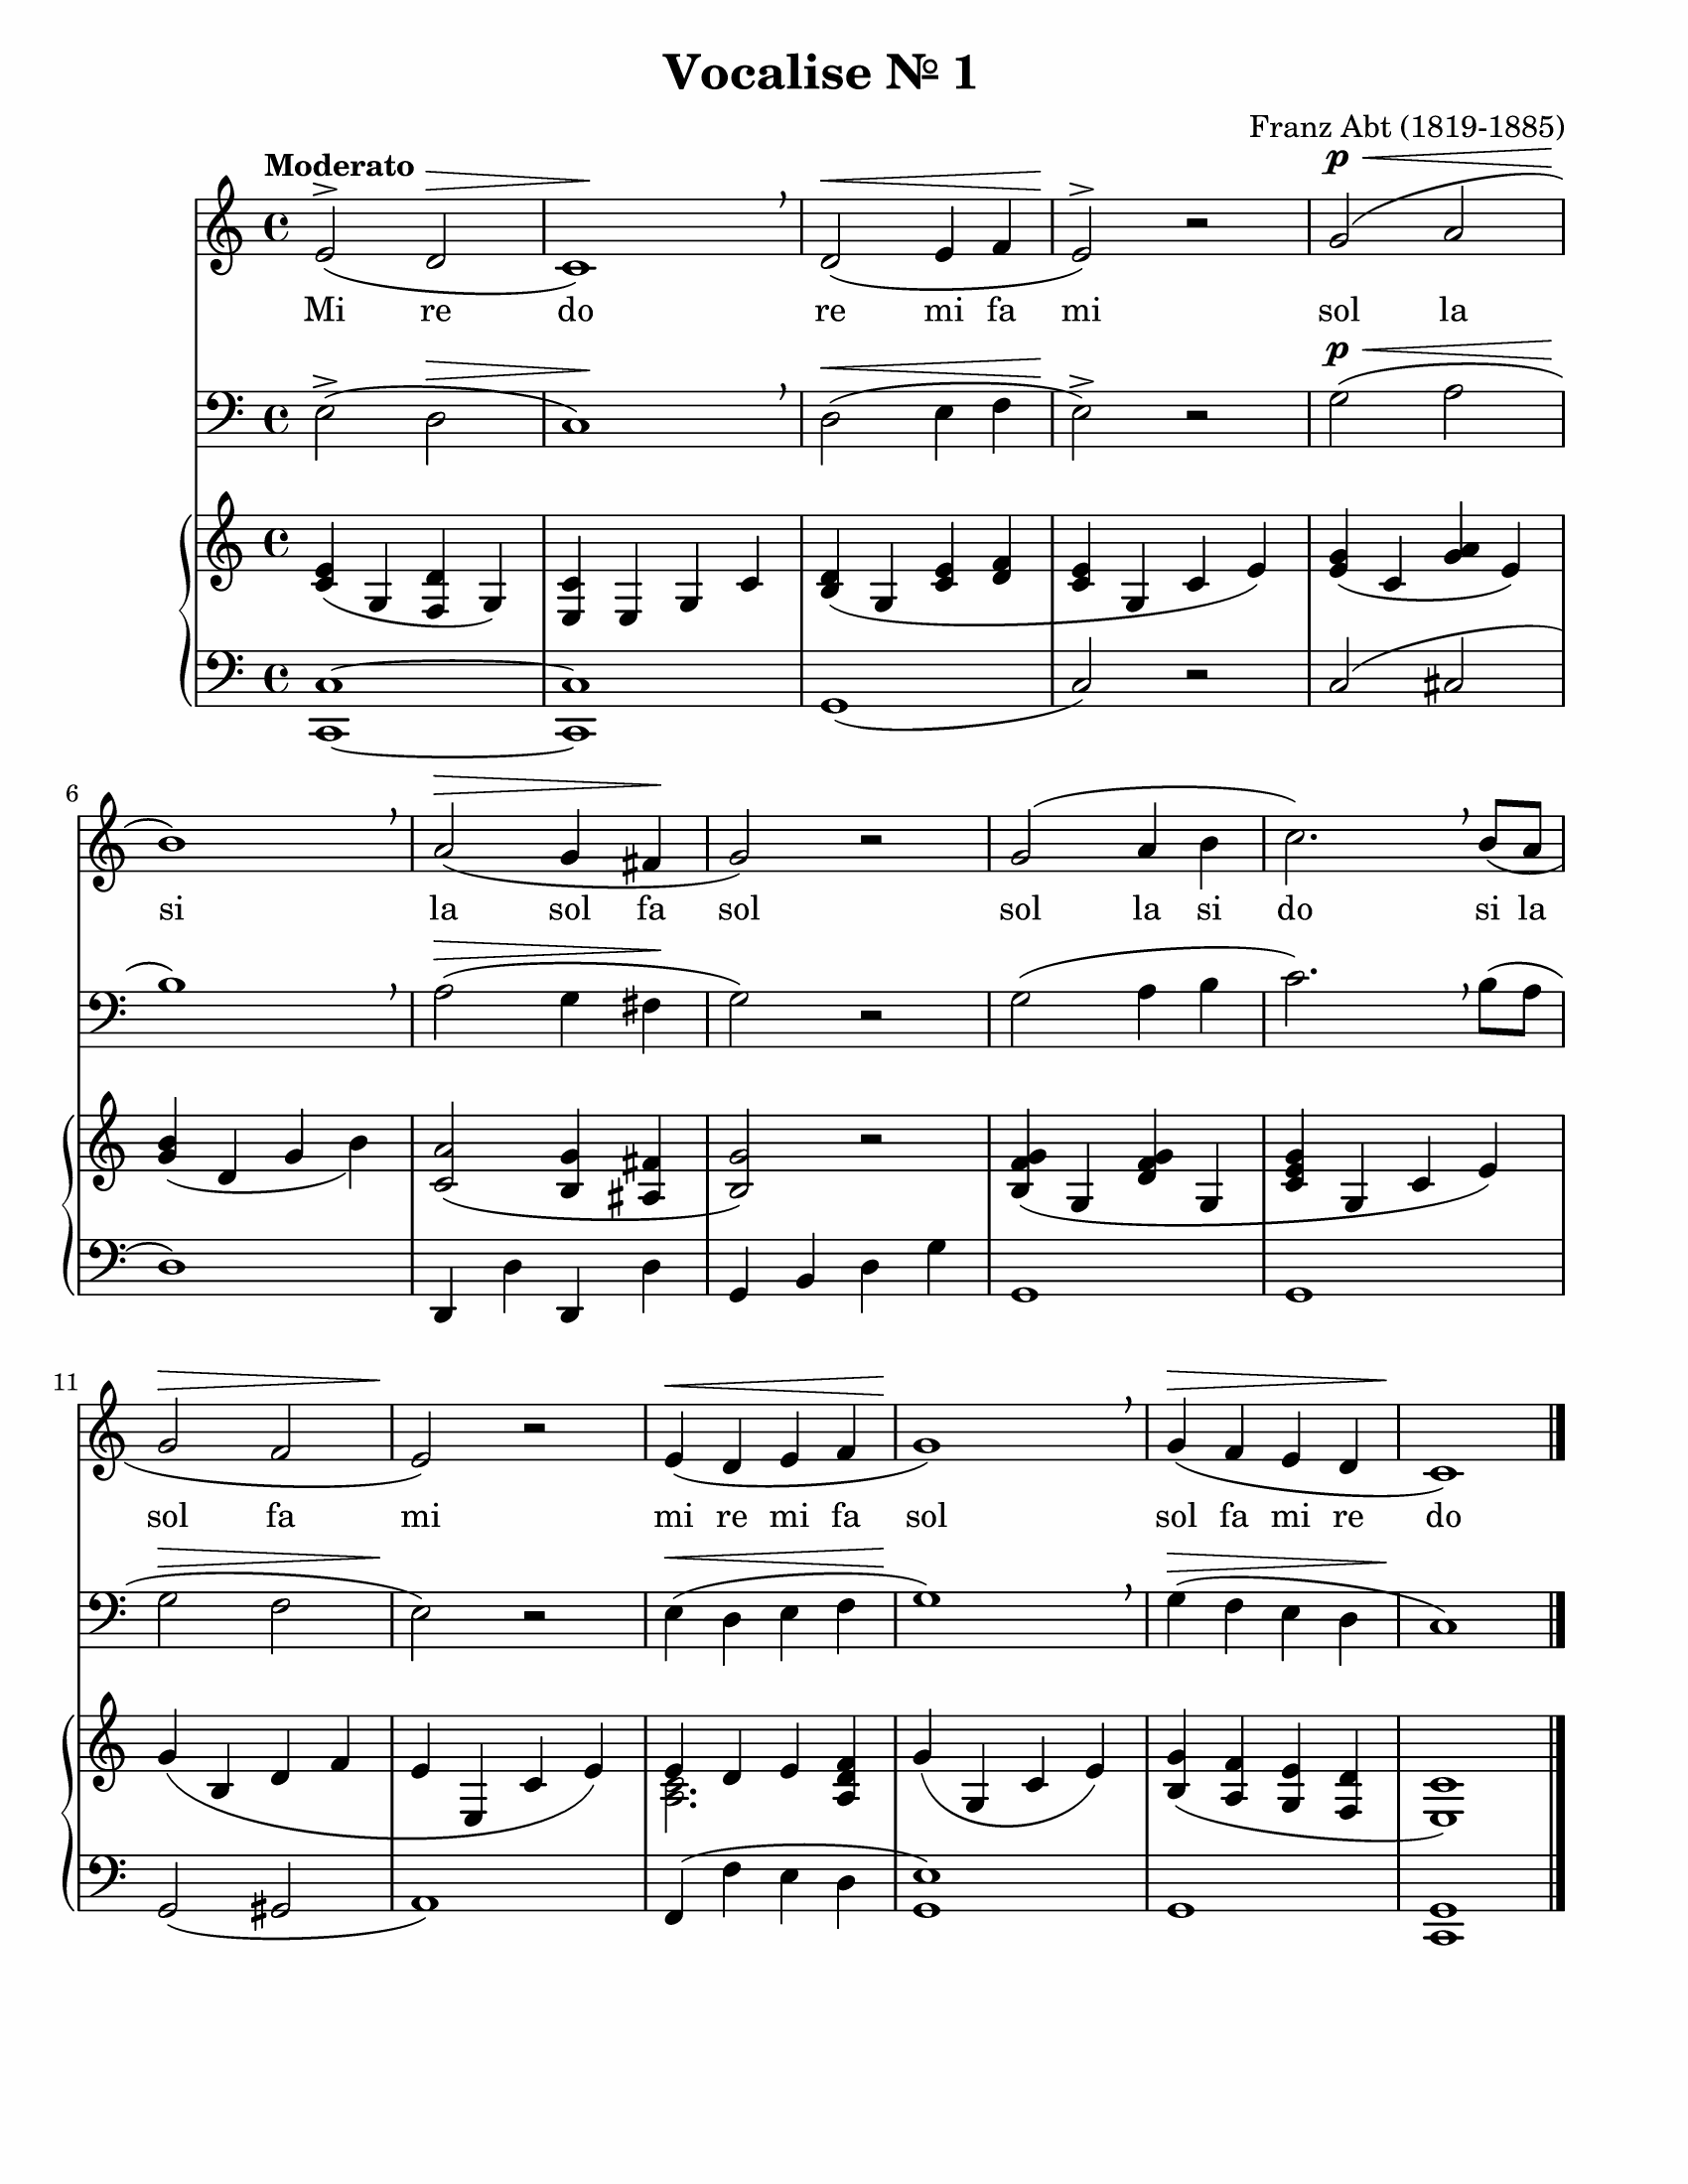 Vocalise № 1
Franz Abt (1819-1885)
Moderato
p
Mi re do re mi fa mi sol la
p
6
si la sol fa sol sol la si do si la
11
sol fa mi mi re mi fa sol sol fa mi re do